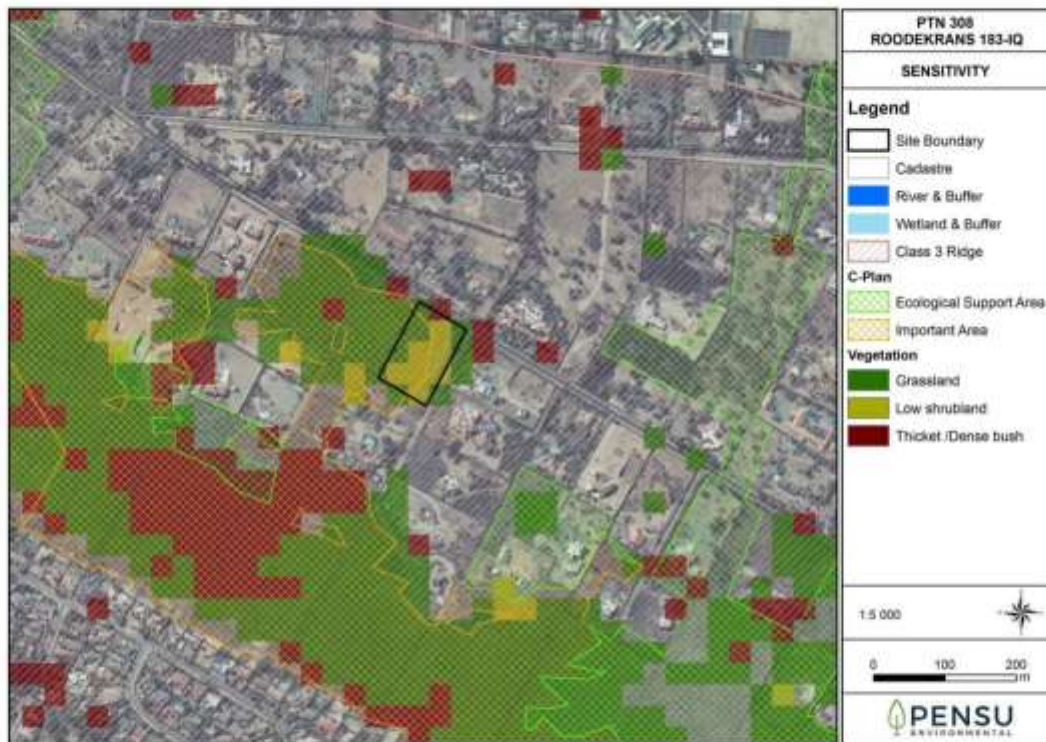 PTN 308
ROODEKRANS 183-IQ
SENSITIVITY
Legend
Site Boundary
Cadastre
River & Buffer
Wetland & Buffer
Class 3 Ridge
C-Plan
Ecological Support Area
Important Area
Vegetation
Grassland
Low shrubland
Thicket /Dense bush
1:5 000
0 100 200
m
PENSU
ENVIRONMENTAL